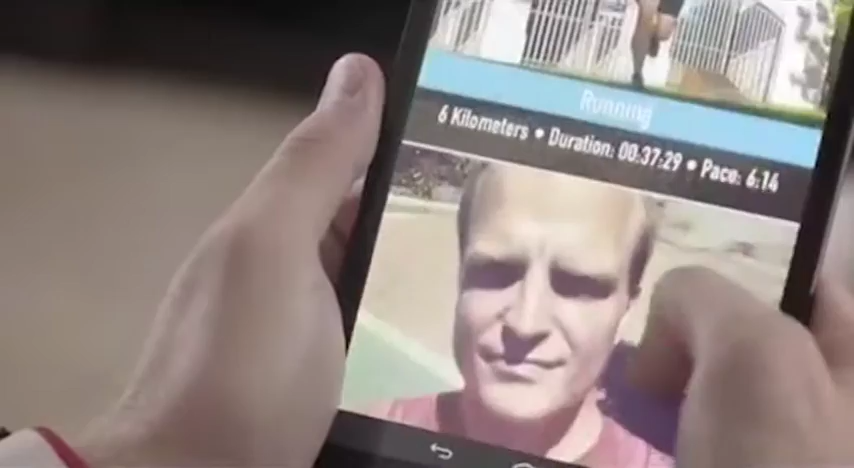 Running
6 Kilometers • Duration: 00:37:29 • Pace: 6:14